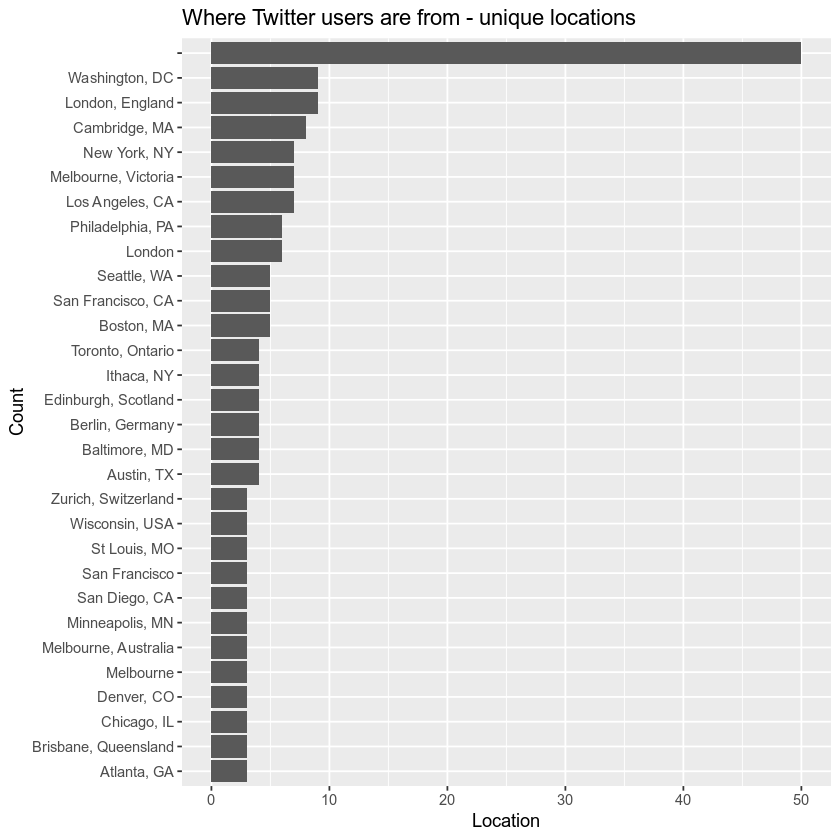 Where Twitter users are from - unique locations
Washington, DC
London, England
Cambridge, MA
New York, NY
Melbourne, Victoria
Los Angeles, CA
Philadelphia, PA
London
Seattle, WA
San Francisco, CA
Boston, MA
Toronto, Ontario
Ithaca, NY
Edinburgh, Scotland
Berlin, Germany
Baltimore, MD
Austin, TX
Zurich, Switzerland
Wisconsin, USA
St Louis, MO
San Francisco
San Diego, CA
Minneapolis, MN
Melbourne, Australia
Melbourne
Denver, CO
Chicago, IL
Brisbane, Queensland
Atlanta, GA
Count
0 10 20 30 40 50
Location